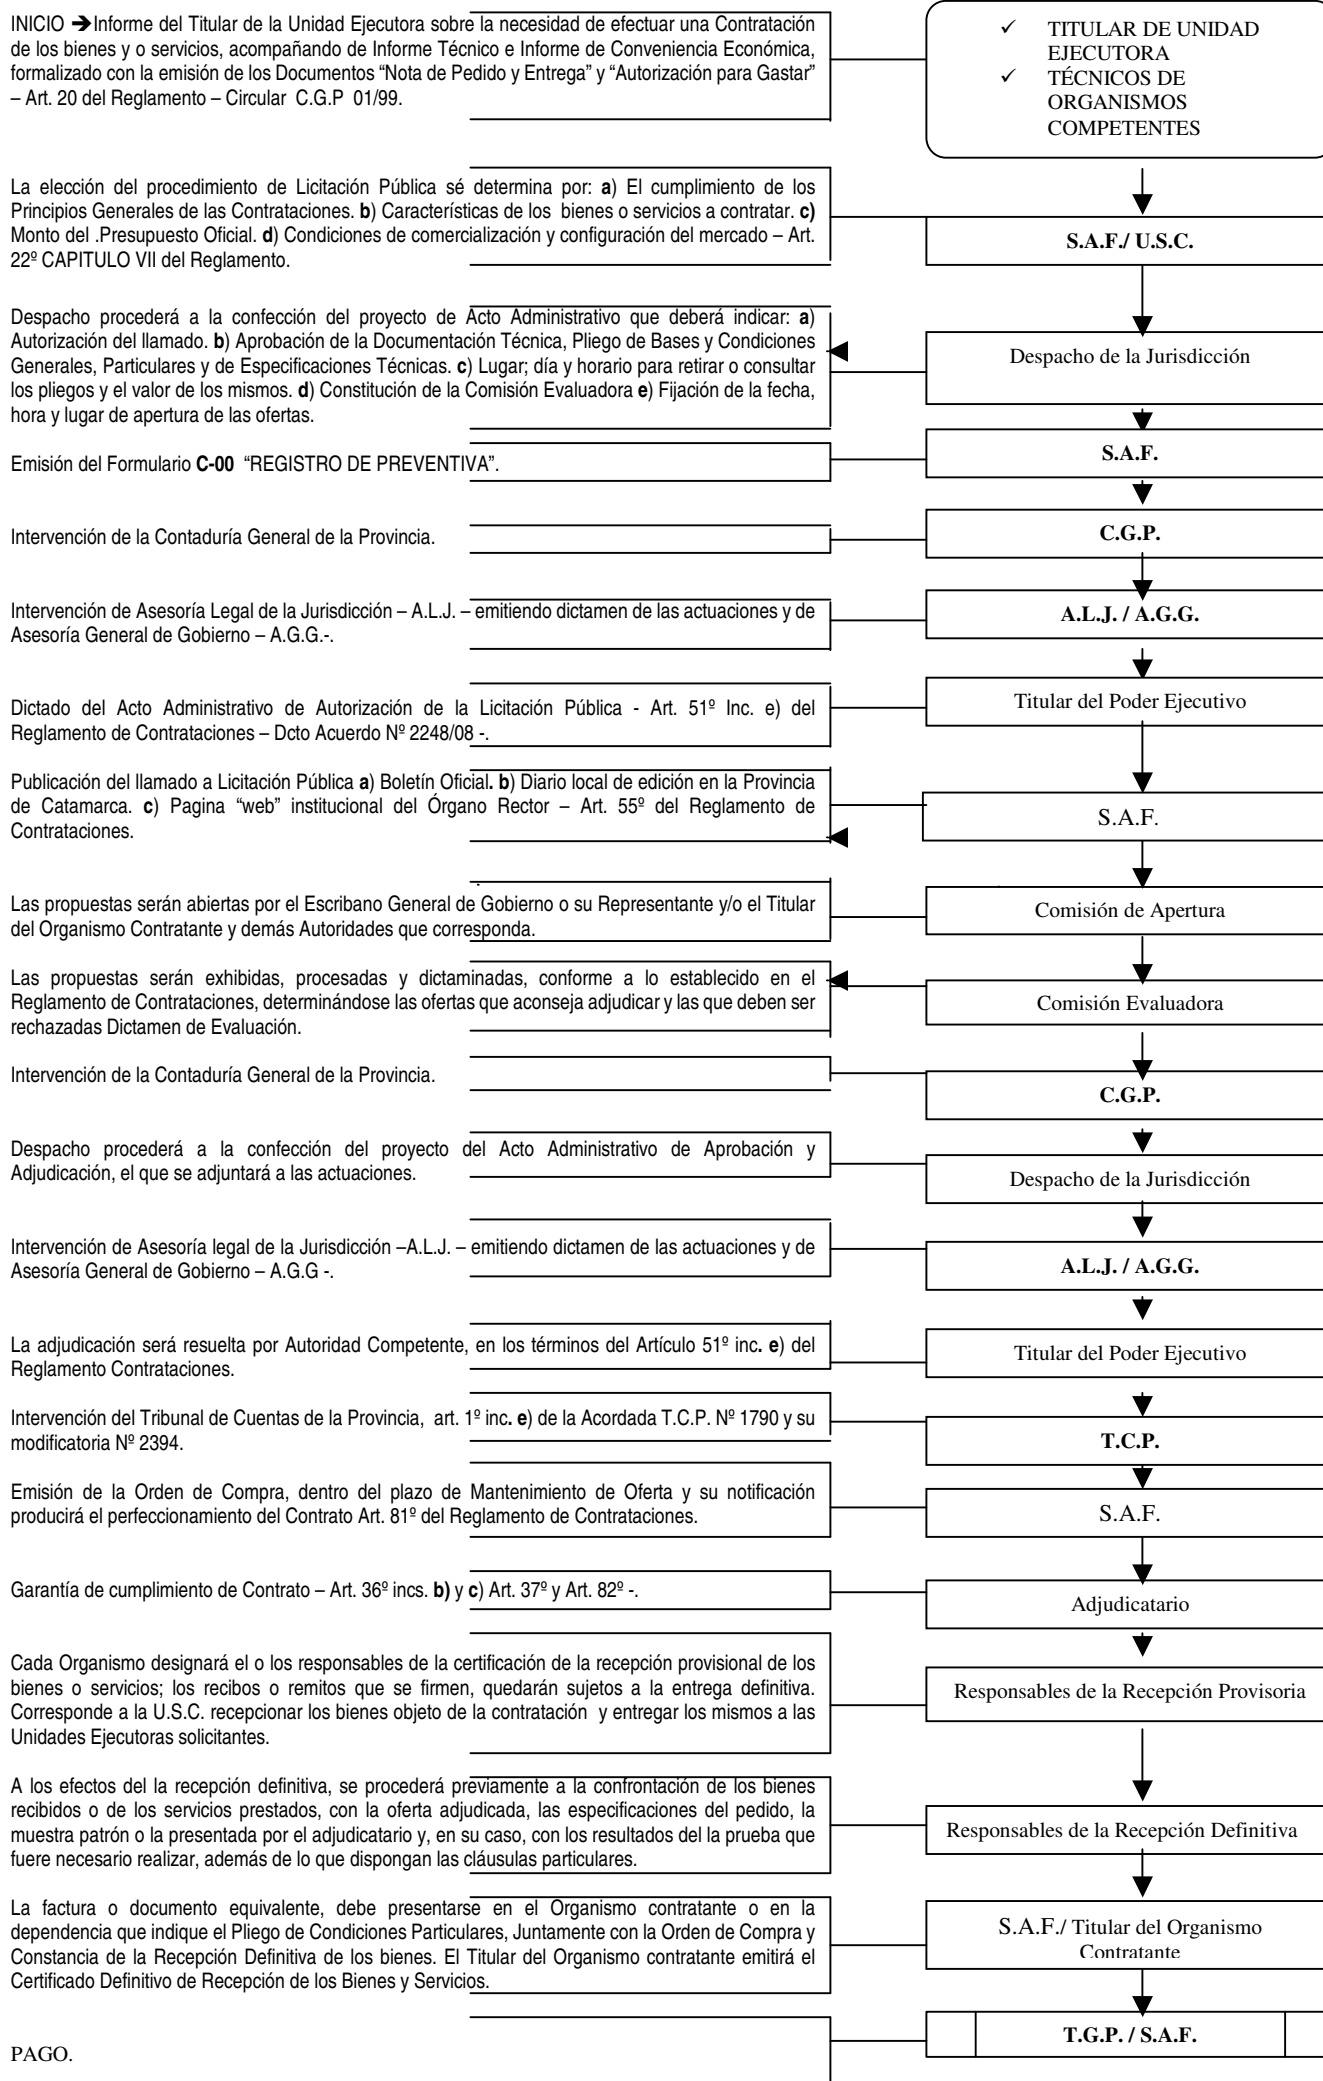 INICIO ➔Informe del Titular de la Unidad Ejecutora sobre la necesidad de efectuar una Contratación
de los bienes y o servicios, acompañando de Informe Técnico e Informe de Conveniencia Económica,
formalizado con la emisión de los Documentos “Nota de Pedido y Entrega” y “Autorización para Gastar”
– Art. 20 del Reglamento – Circular C.G.P 01/99.
✓ TITULAR DE UNIDAD
EJECUTORA
✓ TÉCNICOS DE
ORGANISMOS
COMPETENTES
La elección del procedimiento de Licitación Pública sé determina por: a) El cumplimiento de los
Principios Generales de las Contrataciones. b) Características de los bienes o servicios a contratar. c)
Monto del .Presupuesto Oficial. d) Condiciones de comercialización y configuración del mercado – Art.
22º CAPITULO VII del Reglamento.
S.A.F./ U.S.C.
Despacho procederá a la confección del proyecto de Acto Administrativo que deberá indicar: a)
Autorización del llamado. b) Aprobación de la Documentación Técnica, Pliego de Bases y Condiciones
Generales, Particulares y de Especificaciones Técnicas. c) Lugar; día y horario para retirar o consultar
los pliegos y el valor de los mismos. d) Constitución de la Comisión Evaluadora e) Fijación de la fecha,
hora y lugar de apertura de las ofertas.
Despacho de la Jurisdicción
Emisión del Formulario C-00 “REGISTRO DE PREVENTIVA”.
S.A.F.
Intervención de la Contaduría General de la Provincia.
C.G.P.
Intervención de Asesoría Legal de la Jurisdicción – A.L.J. – emitiendo dictamen de las actuaciones y de
Asesoría General de Gobierno – A.G.G.-.
A.L.J. / A.G.G.
Dictado del Acto Administrativo de Autorización de la Licitación Pública - Art. 51º Inc. e) del
Reglamento de Contrataciones – Dcto Acuerdo Nº 2248/08 -.
Titular del Poder Ejecutivo
Publicación del llamado a Licitación Pública a) Boletín Oficial. b) Diario local de edición en la Provincia
de Catamarca. c) Pagina “web” institucional del Órgano Rector – Art. 55º del Reglamento de
Contrataciones.
S.A.F.
Las propuestas serán abiertas por el Escribano General de Gobierno o su Representante y/o el Titular
del Organismo Contratante y demás Autoridades que corresponda.
Comisión de Apertura
Las propuestas serán exhibidas, procesadas y dictaminadas, conforme a lo establecido en el
Reglamento de Contrataciones, determinándose las ofertas que aconseja adjudicar y las que deben ser
rechazadas Dictamen de Evaluación.
Comisión Evaluadora
Intervención de la Contaduría General de la Provincia.
C.G.P.
Despacho procederá a la confección del proyecto del Acto Administrativo de Aprobación y
Adjudicación, el que se adjuntará a las actuaciones.
Despacho de la Jurisdicción
Intervención de Asesoría legal de la Jurisdicción –A.L.J. – emitiendo dictamen de las actuaciones y de
Asesoría General de Gobierno – A.G.G -.
A.L.J. / A.G.G.
La adjudicación será resuelta por Autoridad Competente, en los términos del Artículo 51º inc. e) del
Reglamento Contrataciones.
Titular del Poder Ejecutivo
Intervención del Tribunal de Cuentas de la Provincia, art. 1º inc. e) de la Acordada T.C.P. Nº 1790 y su
modificatoria Nº 2394.
T.C.P.
Emisión de la Orden de Compra, dentro del plazo de Mantenimiento de Oferta y su notificación
producirá el perfeccionamiento del Contrato Art. 81º del Reglamento de Contrataciones.
S.A.F.
Garantía de cumplimiento de Contrato – Art. 36º incs. b) y c) Art. 37º y Art. 82º -.
Adjudicatario
Cada Organismo designará el o los responsables de la certificación de la recepción provisional de los
bienes o servicios; los recibos o remitos que se firmen, quedarán sujetos a la entrega definitiva.
Corresponde a la U.S.C. recepcionar los bienes objeto de la contratación y entregar los mismos a las
Unidades Ejecutoras solicitantes.
Responsables de la Recepción Provisoria
A los efectos del la recepción definitiva, se procederá previamente a la confrontación de los bienes
recibidos o de los servicios prestados, con la oferta adjudicada, las especificaciones del pedido, la
muestra patrón o la presentada por el adjudicatario y, en su caso, con los resultados del la prueba que
fuere necesario realizar, además de lo que dispongan las cláusulas particulares.
Responsables de la Recepción Definitiva
La factura o documento equivalente, debe presentarse en el Organismo contratante o en la
dependencia que indique el Pliego de Condiciones Particulares, Juntamente con la Orden de Compra y
Constancia de la Recepción Definitiva de los bienes. El Titular del Organismo contratante emitirá el
Certificado Definitivo de Recepción de los Bienes y Servicios.
S.A.F./ Titular del Organismo
Contratante
T.G.P. / S.A.F.
PAGO.